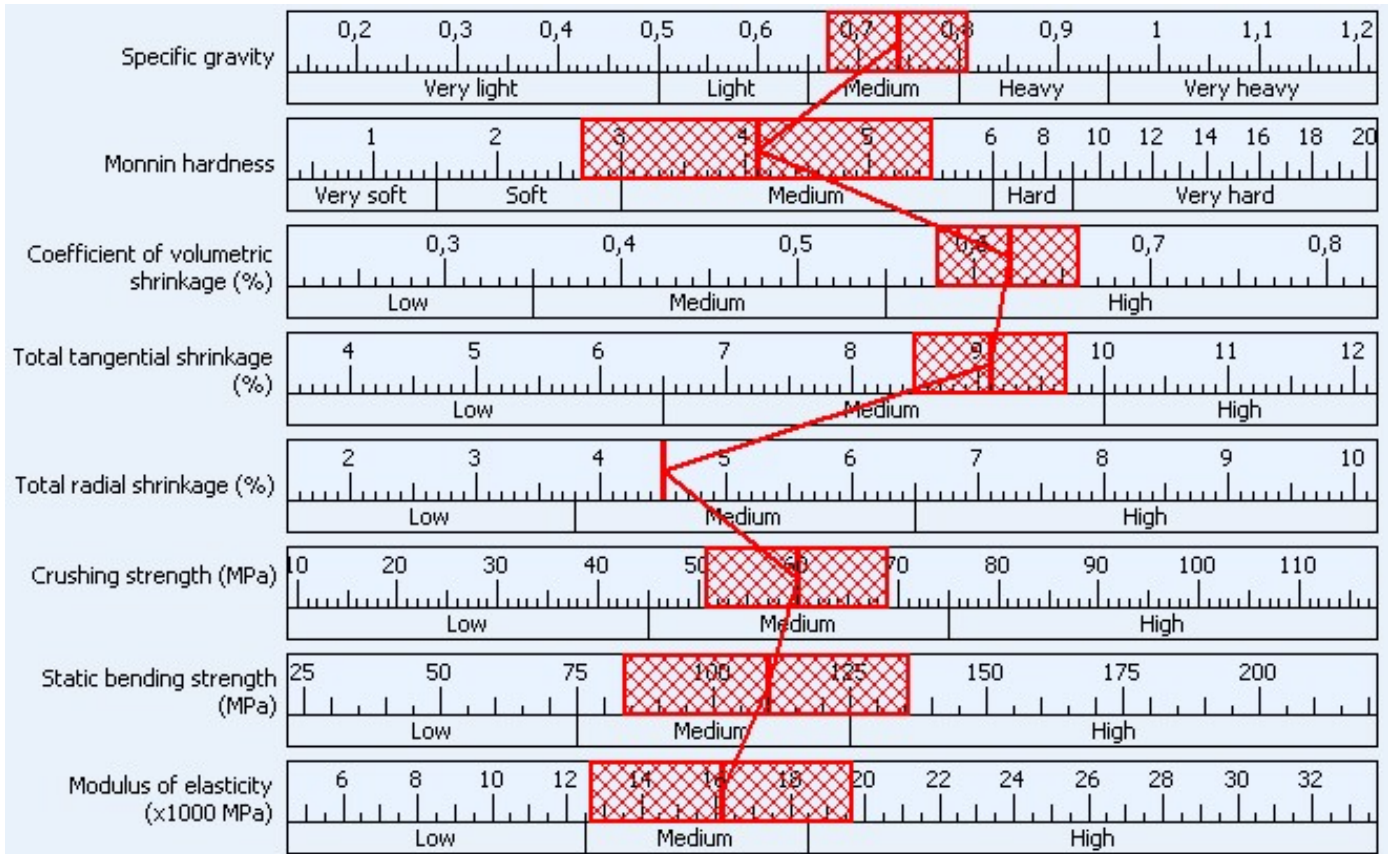 Specific gravity
0,2 0,3 0,4 0,5 0,6 0,7 0,8 0,9 1 1,1 1,2
Very light Light Medium Heavy Very heavy
Monnin hardness
1 2 3 4 5 6 8 10 12 14 16 18 20
Very soft Soft Medium Hard Very hard
Coefficient of volumetric
shrinkage (%)
0,3 0,4 0,5 0,6 0,7 0,8
Low Medium High
Total tangential shrinkage
(%)
4 5 6 7 8 9 10 11 12
Low Medium High
Total radial shrinkage (%)
2 3 4 5 6 7 8 9 10
Low Medium High
Crushing strength (MPa)
10 20 30 40 50 60 70 80 90 100 110
Low Medium High
Static bending strength
(MPa)
25 50 75 100 125 150 175 200
Low Medium High
Modulus of elasticity
(x1000 MPa)
6 8 10 12 14 16 18 20 22 24 26 28 30 32
Low Medium High